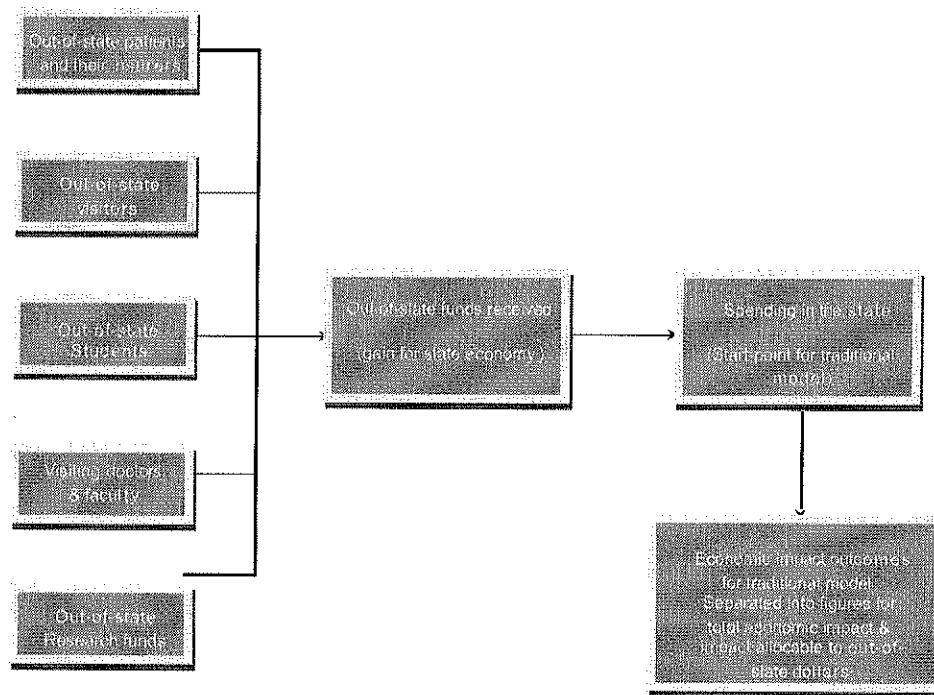 Out-of-state patients
and their insurers
Out-of-state
visitors
Out-of-state
Students
Visiting doctors
& faculty
Out-of-state
Research funds
Out-of-state funds received
(gain for state economy)
Spending in the state
(Start point for traditional
model)
Economic impact outcomes
for traditional model.
Separated into figures for
total economic impact &
impact allocable to out-of-
state dollars